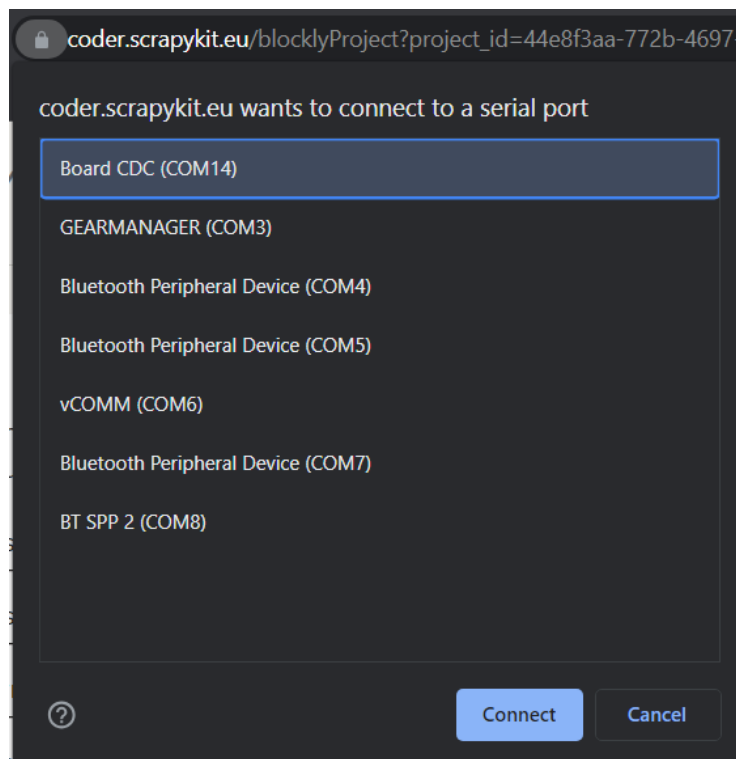 coder.scrapykit.eu/blocklyProject?project_id=44e8f3aa-772b-4697-
coder.scrapykit.eu wants to connect to a serial port
Board CDC (COM14)
GEARMANAGER (COM3)
Bluetooth Peripheral Device (COM4)
Bluetooth Peripheral Device (COM5)
vCOMM (COM6)
Bluetooth Peripheral Device (COM7)
BT SPP 2 (COM8)
Connect Cancel